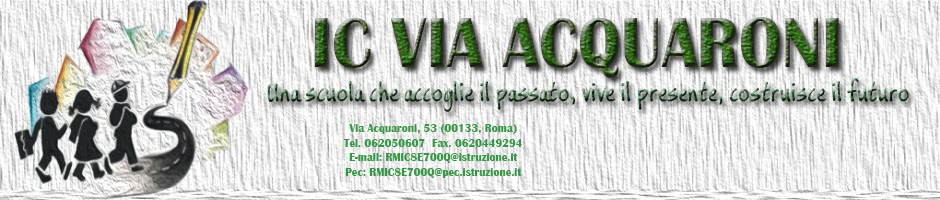 IC VIA ACQUARONI
Una scuola che accoglie il passato, vive il presente, costruisce il futuro
Via Acquaroni, 53 (00133, Roma)
Tel. 062050607 Fax. 0620449294
E-mail: RMIC8E700Q@istruzione.it
Pec: RMIC8E700Q@pec.istruzione.it